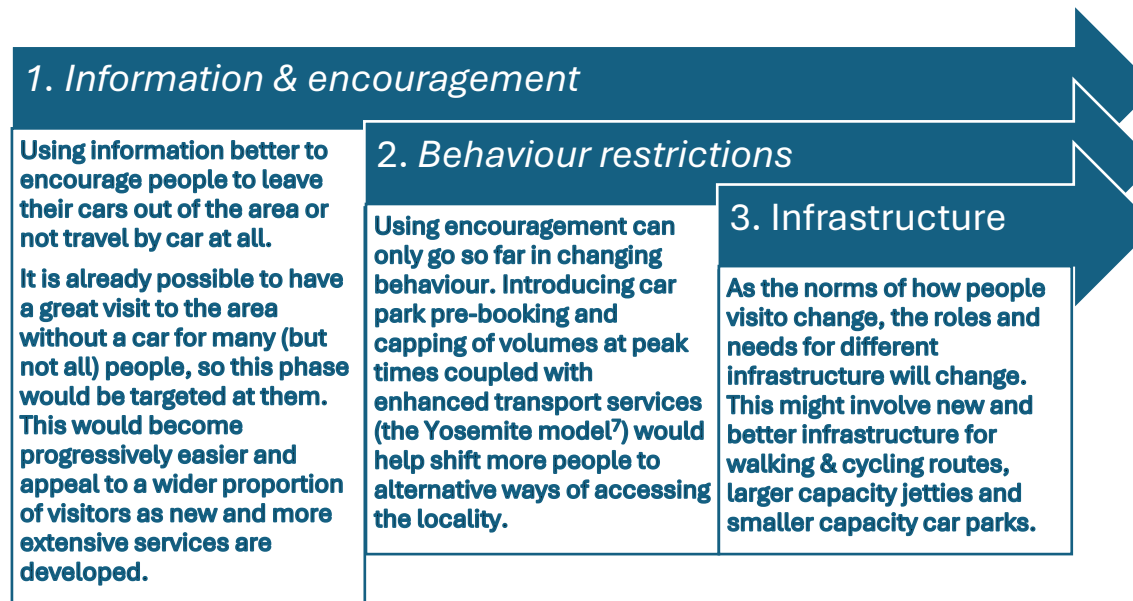 1. Information & encouragement
Using information better to
encourage people to leave
their cars out of the area or
not travel by car at all.
It is already possible to have
a great visit to the area
without a car for many (but
not all) people, so this phase
would be targeted at them.
This would become
progressively easier and
appeal to a wider proportion
of visitors as new and more
extensive services are
developed.
2. Behaviour restrictions
Using encouragement can
only go so far in changing
behaviour. Introducing car
park pre-booking and
capping of volumes at peak
times coupled with
enhanced transport services
(the Yosemite model⁷) would
help shift more people to
alternative ways of accessing
the locality.
3. Infrastructure
As the norms of how people
visito change, the roles and
needs for different
infrastructure will change.
This might involve new and
better infrastructure for
walking & cycling routes,
larger capacity jetties and
smaller capacity car parks.